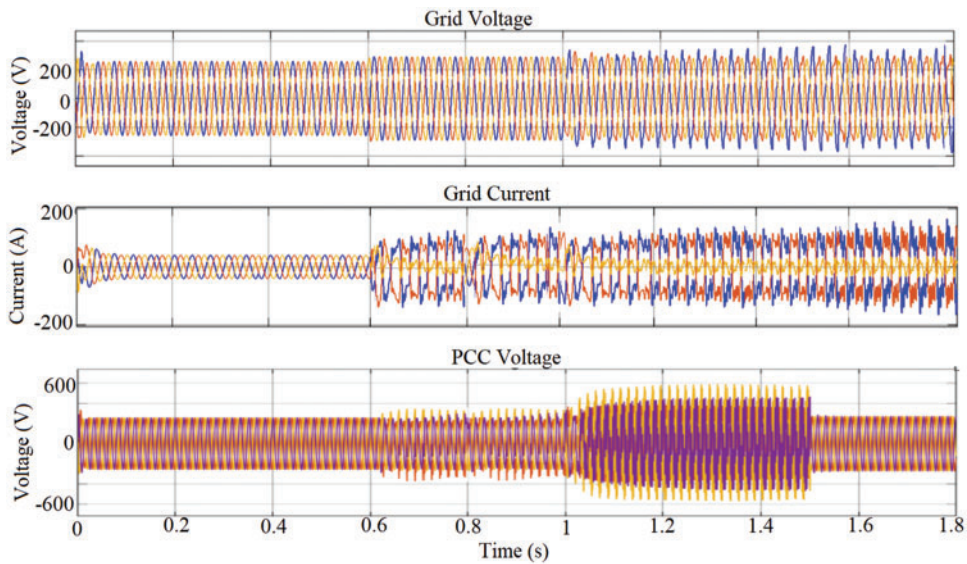 Grid Voltage
Voltage (V)
200
0
-200
Grid Current
Current (A)
200
0
-200
PCC Voltage
Voltage (V)
600
0
-600
0 0.2 0.4 0.6 0.8 1 1.2 1.4 1.6 1.8
Time (s)